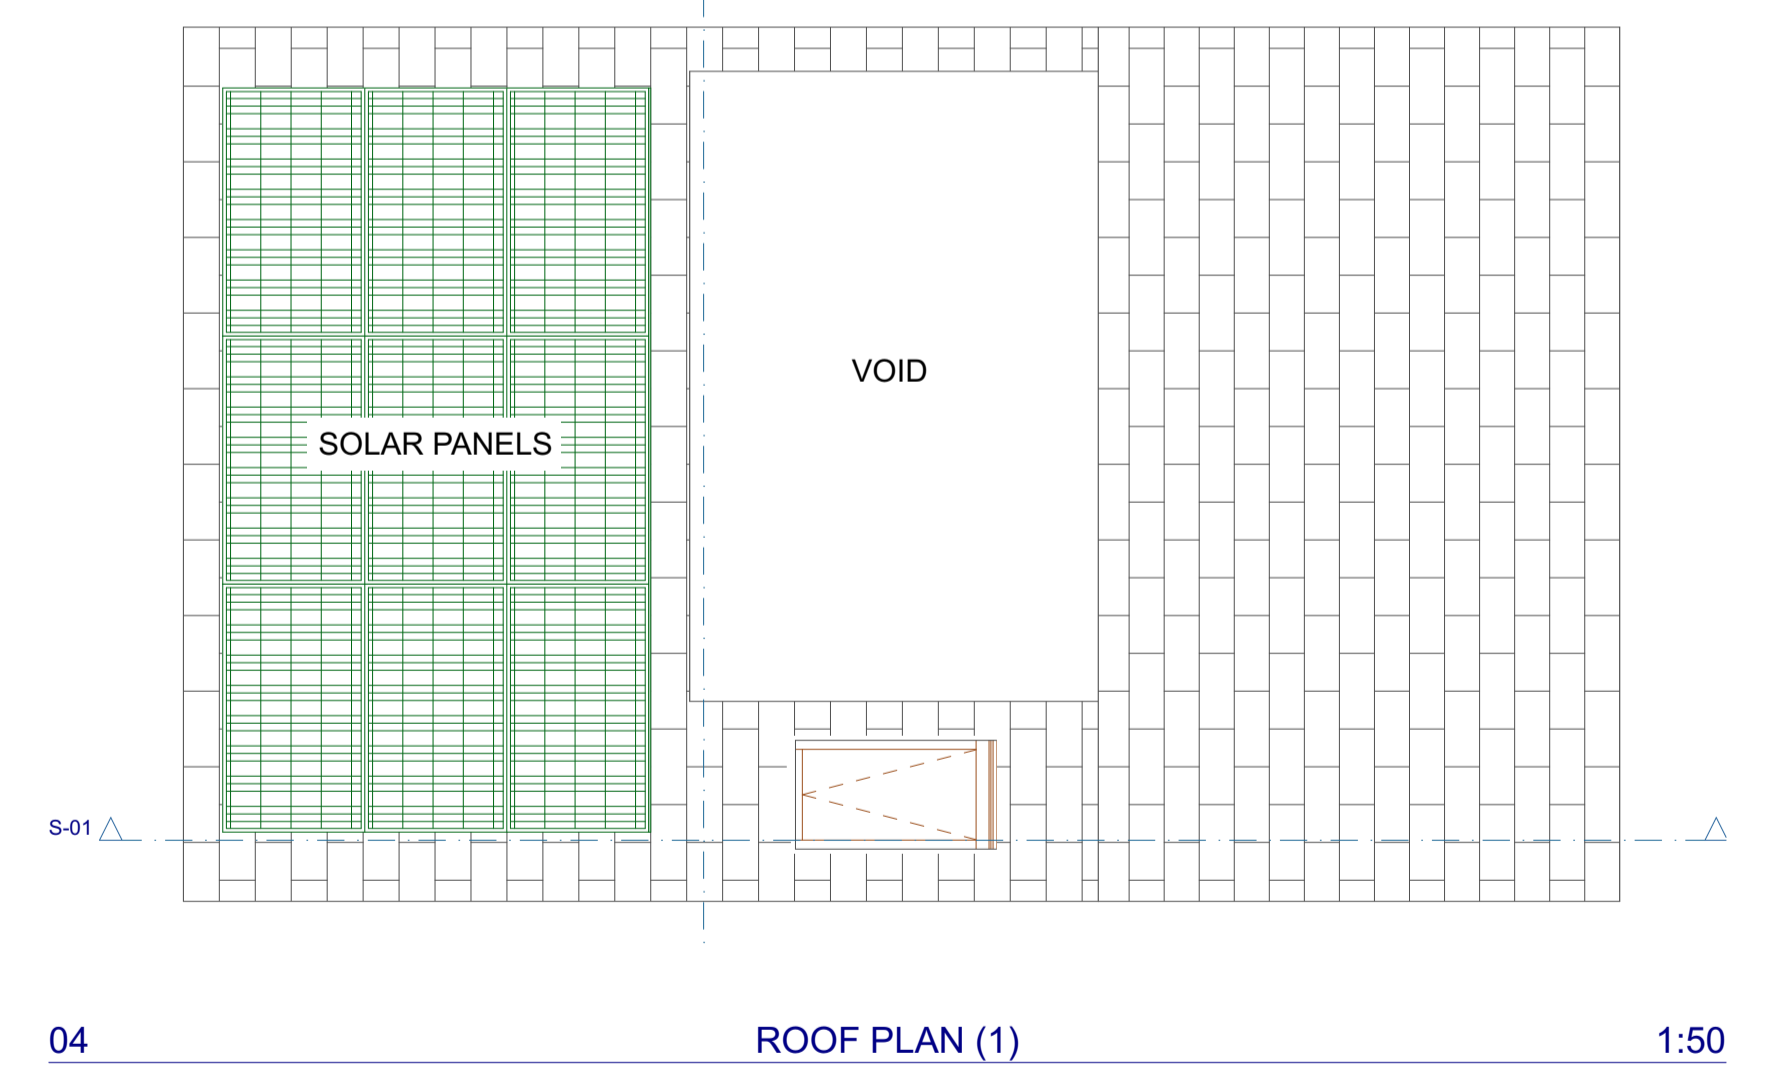 VOID
SOLAR PANELS
S-01
04
ROOF PLAN (1)
1:50